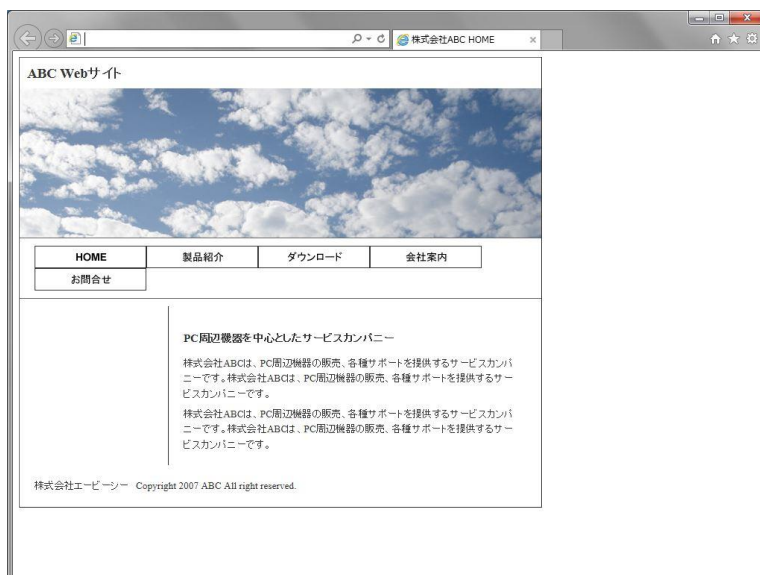 株式会社ABC HOME
ABC Webサイト
HOME 製品紹介 ダウンロード 会社案内
お問合せ
PC周辺機器を中心としたサービスカンパニー
株式会社ABCは、PC周辺機器の販売、各種サポートを提供するサービスカンパ
ニーです。株式会社ABCは、PC周辺機器の販売、各種サポートを提供するサー
ビスカンパニーです。
株式会社ABCは、PC周辺機器の販売、各種サポートを提供するサービスカンパ
ニーです。株式会社ABCは、PC周辺機器の販売、各種サポートを提供するサー
ビスカンパニーです。
株式会社エービーシー Copyright 2007 ABC All right reserved.